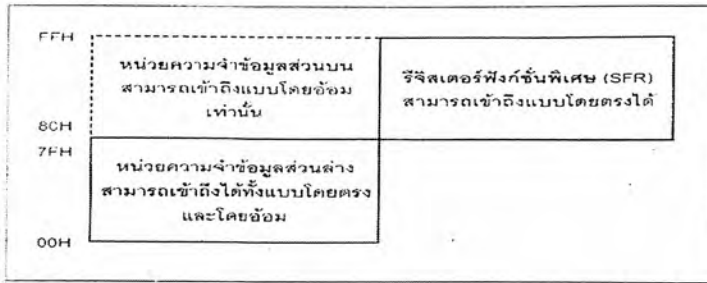 FFH
หน่วยความจำข้อมูลส่วนบน
สามารถเข้าถึงแบบโดยอ้อม
เท่านั้น
รีจิสเตอร์ฟังก์ชั่นพิเศษ (SFR)
สามารถเข้าถึงแบบโดยตรงได้
8CH
7FH
หน่วยความจำข้อมูลส่วนล่าง
สามารถเข้าถึงได้ทั้งแบบโดยตรง
และโดยอ้อม
00H